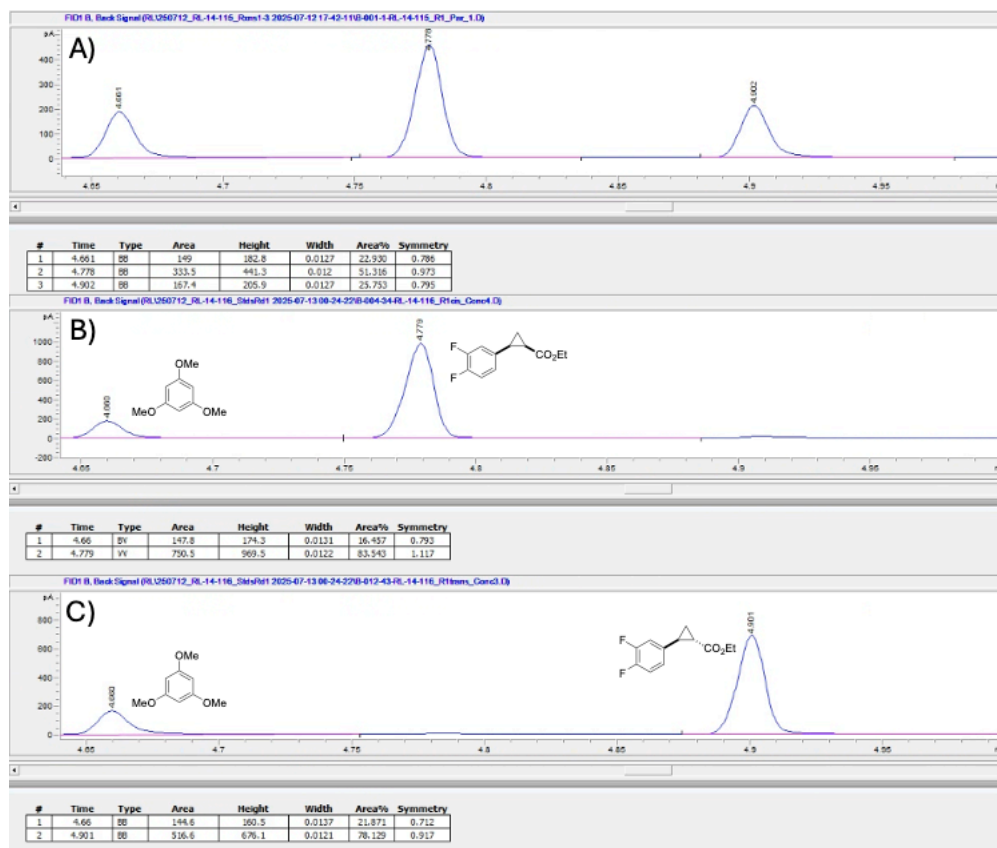 FID1 B, Back Signal (RL\250712_RL-14-115_Rxns1-3 2025-07-12 17-42-11\B-001-1-RL-14-115_R1_Par_1.D)
pA
A)
400
300
200
100
0
4.661
4.778
4.902
4.65 4.7 4.75 4.8 4.85 4.9 4.95
# Time Type Area Height Width Area% Symmetry
1 4.661 BB 149 182.8 0.0127 22.930 0.786
2 4.778 BB 333.5 441.3 0.012 51.316 0.973
3 4.902 BB 167.4 205.9 0.0127 25.753 0.795
FID1 B, Back Signal (RL\250712_RL-14-116_StdsRd1 2025-07-13 00-24-22\B-004-34-RL-14-116_R1cis_Conc4.D)
pA
B)
1000
800
600
400
200
0
-200
4.660
OMe
MeO OMe
4.779
F
F
CO2Et
4.65 4.7 4.75 4.8 4.85 4.9 4.95
# Time Type Area Height Width Area% Symmetry
1 4.66 BV 147.8 174.3 0.0131 16.457 0.793
2 4.779 VV 750.5 969.5 0.0122 83.543 1.117
FID1 B, Back Signal (RL\250712_RL-14-116_StdsRd1 2025-07-13 00-24-22\B-012-43-RL-14-116_R1trans_Conc3.D)
pA
C)
800
600
400
200
0
4.660
OMe
MeO OMe
F
F
CO2Et
4.901
4.65 4.7 4.75 4.8 4.85 4.9 4.95
# Time Type Area Height Width Area% Symmetry
1 4.66 BB 144.6 160.5 0.0137 21.871 0.712
2 4.901 BB 516.6 676.1 0.0121 78.129 0.917